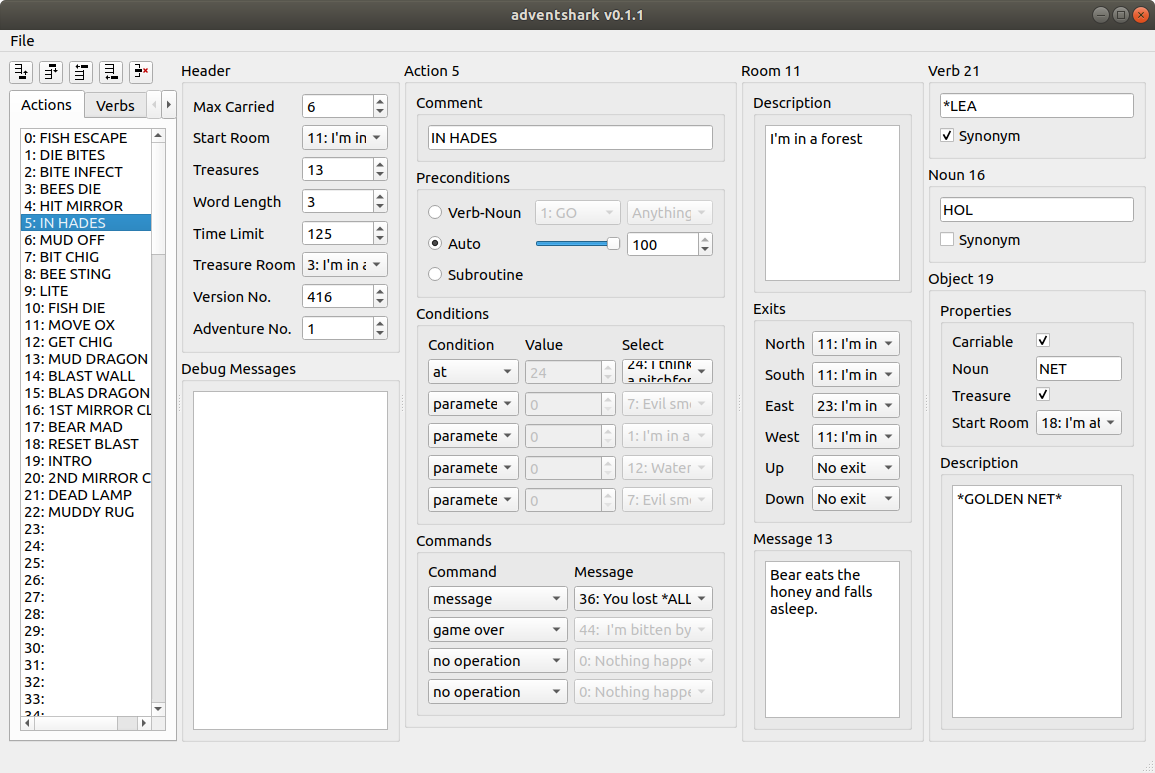 adventshark v0.1.1
File
Actions
Verbs
0: FISH ESCAPE
1: DIE BITES
2: BITE INFECT
3: BEES DIE
4: HIT MIRROR
5: IN HADES
6: MUD OFF
7: BIT CHIG
8: BEE STING
9: LITE
10: FISH DIE
11: MOVE OX
12: GET CHIG
13: MUD DRAGON
14: BLAST WALL
15: BLAS DRAGON
16: 1ST MIRROR CL
17: BEAR MAD
18: RESET BLAST
19: INTRO
20: 2ND MIRROR C
21: DEAD LAMP
22: MUDDY RUG
23:
24:
25:
26:
27:
28:
29:
30:
31:
32:
33:
34:
Header
Max Carried 6
Start Room 11: I'm in
Treasures 13
Word Length 3
Time Limit 125
Treasure Room 3: I'm in a
Version No. 416
Adventure No. 1
Debug Messages
Action 5
Comment
IN HADES
Preconditions
Verb-Noun 1: GO Anything
Auto 100
Subroutine
Conditions
Condition Value Select
at 24 24: I think
a pitchfor
paramete 0 7: Evil sme
paramete 0 1: I'm in a
paramete 0 12: Water
paramete 0 7: Evil sme
Commands
Command Message
message 36: You lost *ALL
game over 44: I'm bitten by
no operation 0: Nothing happe
no operation 0: Nothing happe
Room 11
Description
I'm in a forest
Exits
North 11: I'm in
South 11: I'm in
East 23: I'm in
West 11: I'm in
Up No exit
Down No exit
Message 13
Bear eats the
honey and falls
asleep.
Verb 21
*LEA
Synonym
Noun 16
HOL
Synonym
Object 19
Properties
Carriable
Noun NET
Treasure
Start Room 18: I'm at
Description
*GOLDEN NET*